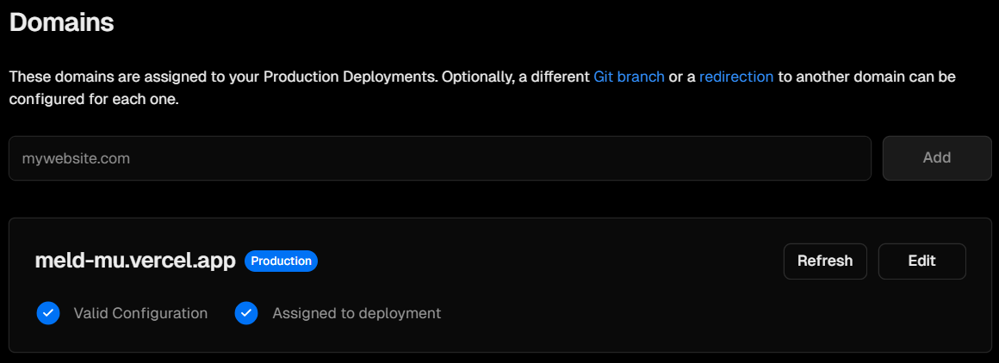 Domains
These domains are assigned to your Production Deployments. Optionally, a different Git branch or a redirection to another domain can be
configured for each one.
mywebsite.com
Add
meld-mu.vercel.app Production
Refresh
Edit
Valid Configuration
Assigned to deployment